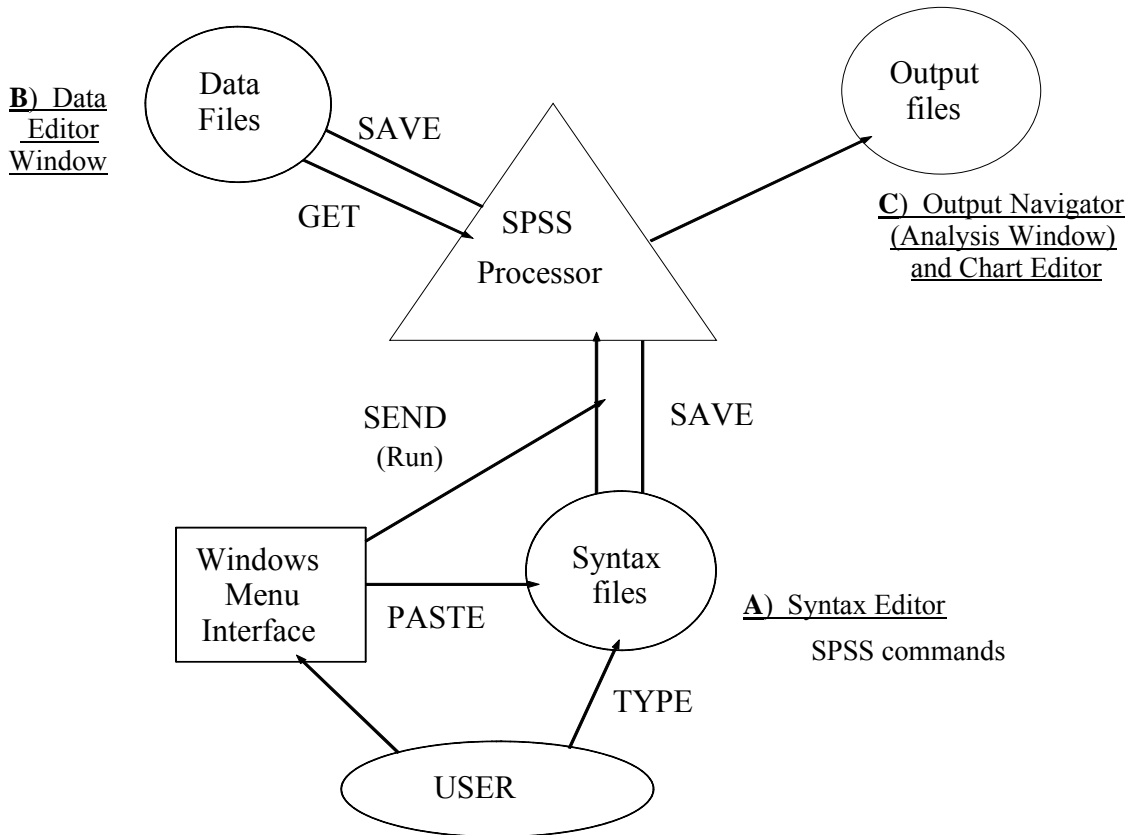 Data
Files
B) Data
Editor
Window
SAVE
GET
SPSS
Processor
Output
files
C) Output Navigator
(Analysis Window)
and Chart Editor
SEND
(Run)
SAVE
Windows
Menu
Interface
PASTE
Syntax
files
A) Syntax Editor
SPSS commands
TYPE
USER